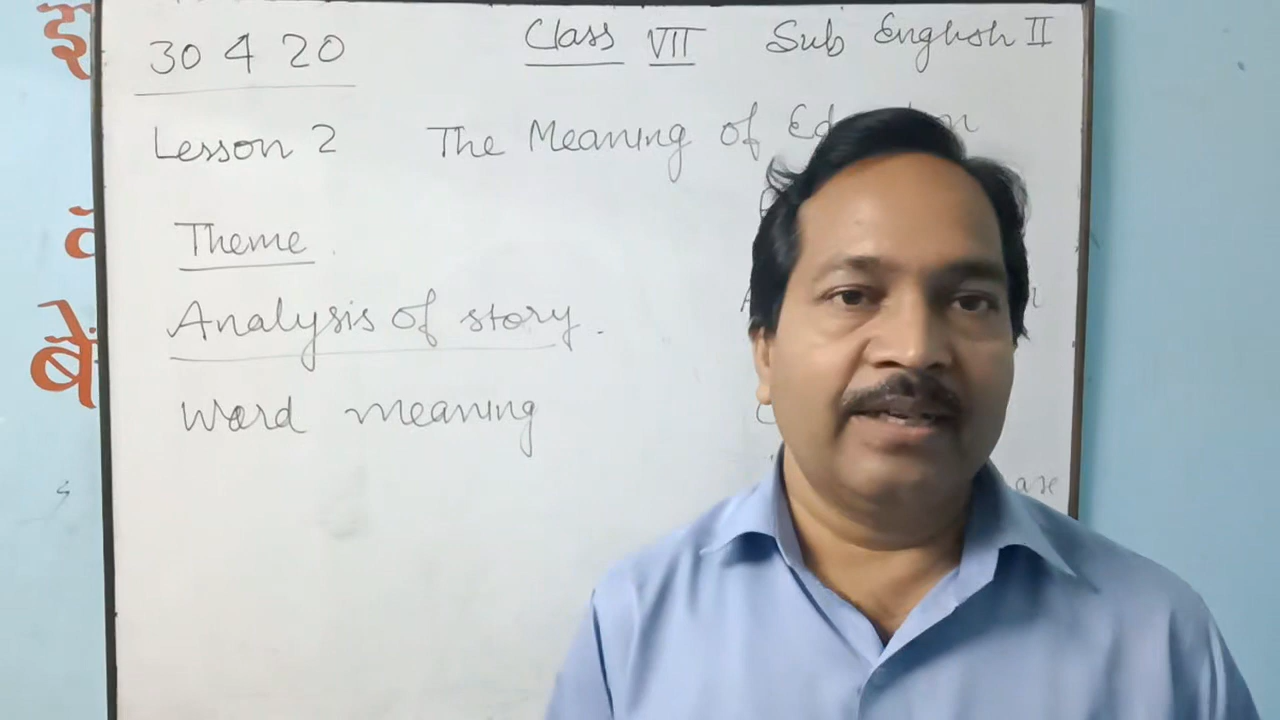 30 4 20 Class VII Sub English II
Lesson 2 The Meaning of
Theme
Analysis of story.
Word meaning